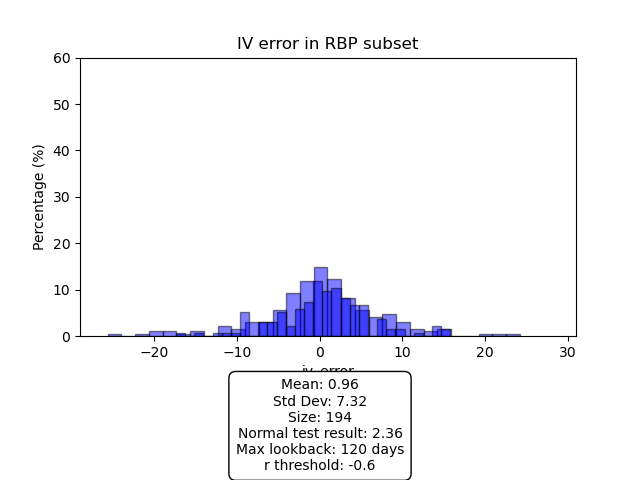 IV error in RBP subset
Percentage (%)
60
50
40
30
20
10
0
−20
−10
0
10
20
30
iv_error
Mean: 0.96
Std Dev: 7.32
Size: 194
Normal test result: 2.36
Max lookback: 120 days
r threshold: -0.6